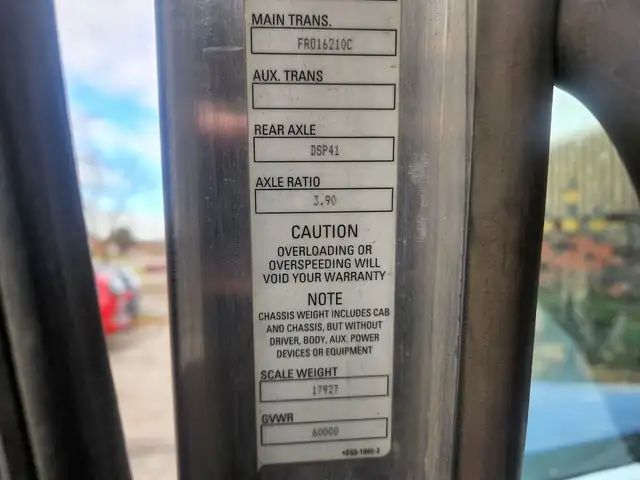 MAIN TRANS.
FRO16210C
AUX. TRANS
REAR AXLE
DSP41
AXLE RATIO
3.90
CAUTION
OVERLOADING OR
OVERSPEEDING WILL
VOID YOUR WARRANTY
NOTE
CHASSIS WEIGHT INCLUDES CAB
AND CHASSIS, BUT WITHOUT
DRIVER, BODY, AUX. POWER
DEVICES OR EQUIPMENT
SCALE WEIGHT
17927
GVWR
60000